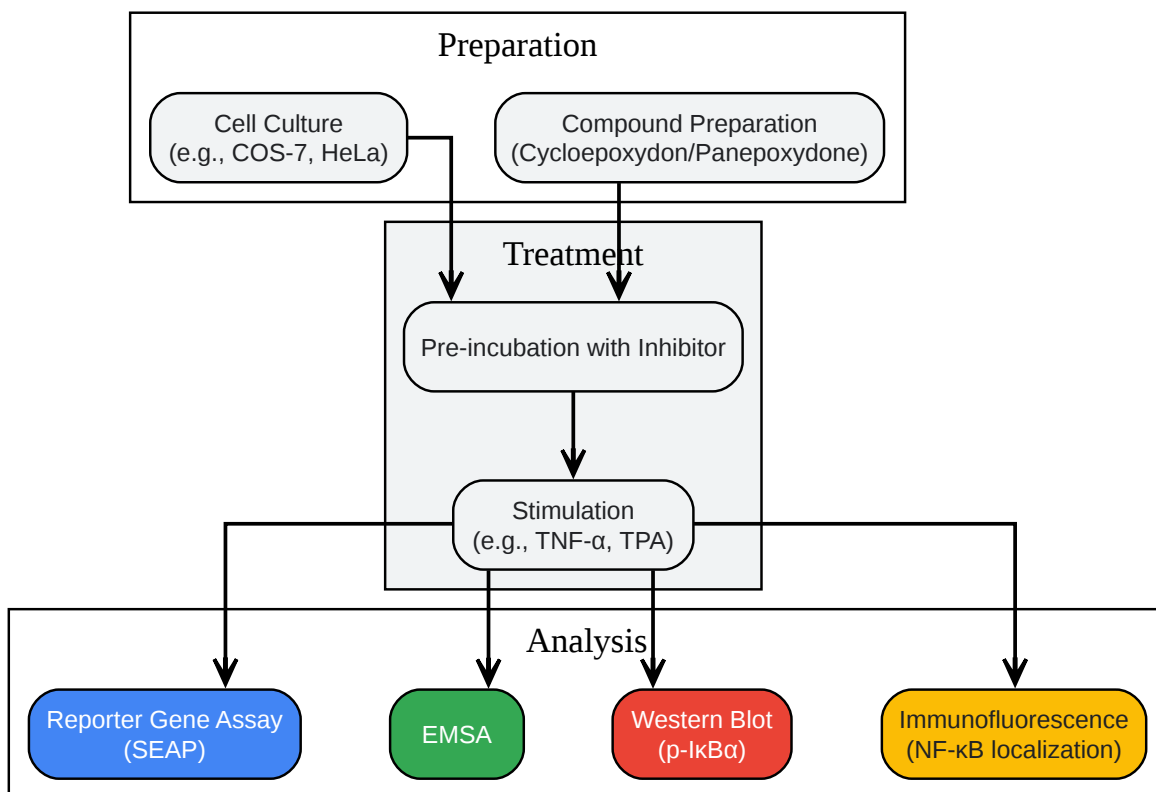 Preparation
Cell Culture
(e.g., COS-7, HeLa)
Compound Preparation
(Cycloepoxydon/Panepoxydone)
Treatment
Pre-incubation with Inhibitor
Stimulation
(e.g., TNF-α, TPA)
Analysis
Reporter Gene Assay
(SEAP)
EMSA
Western Blot
(p-IκBα)
Immunofluorescence
(NF-κB localization)